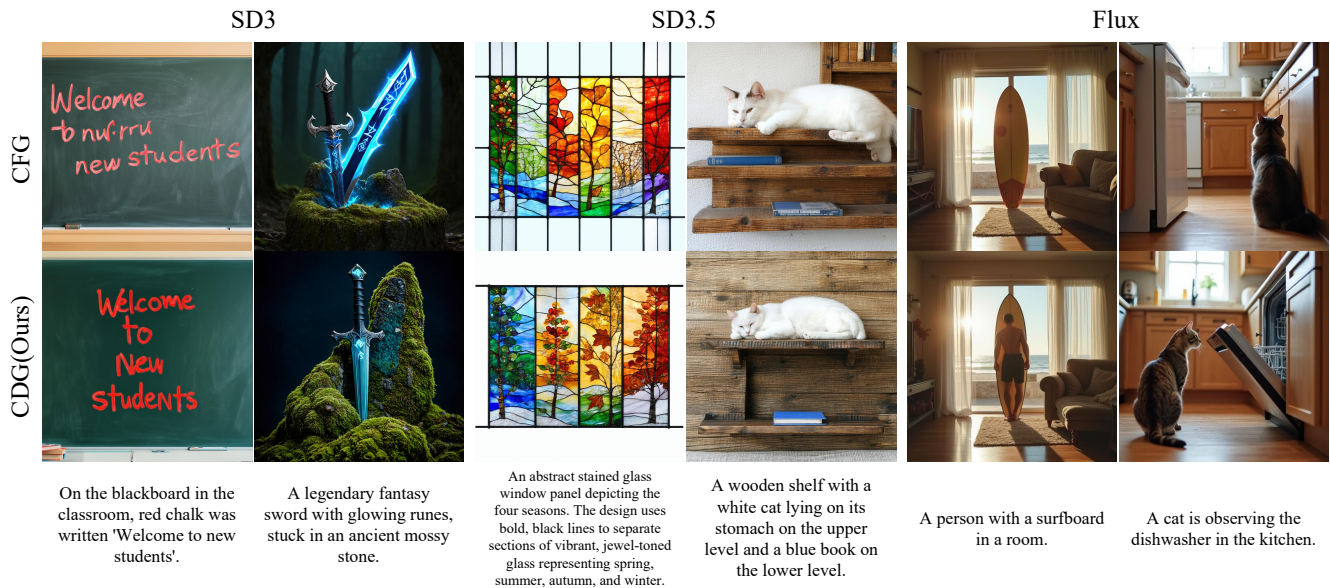 SD3
SD3.5
Flux
CFG
Welcome
new students
CDG(Ours)
Welcome
to
New
students
On the blackboard in the
classroom, red chalk was
written 'Welcome to new
students'.
A legendary fantasy
sword with glowing runes,
stuck in an ancient mossy
stone.
An abstract stained glass
window panel depicting the
four seasons. The design uses
bold, black lines to separate
sections of vibrant, jewel-toned
glass representing spring,
summer, autumn, and winter.
A wooden shelf with a
white cat lying on its
stomach on the upper
level and a blue book on
the lower level.
A person with a surfboard
in a room.
A cat is observing the
dishwasher in the kitchen.